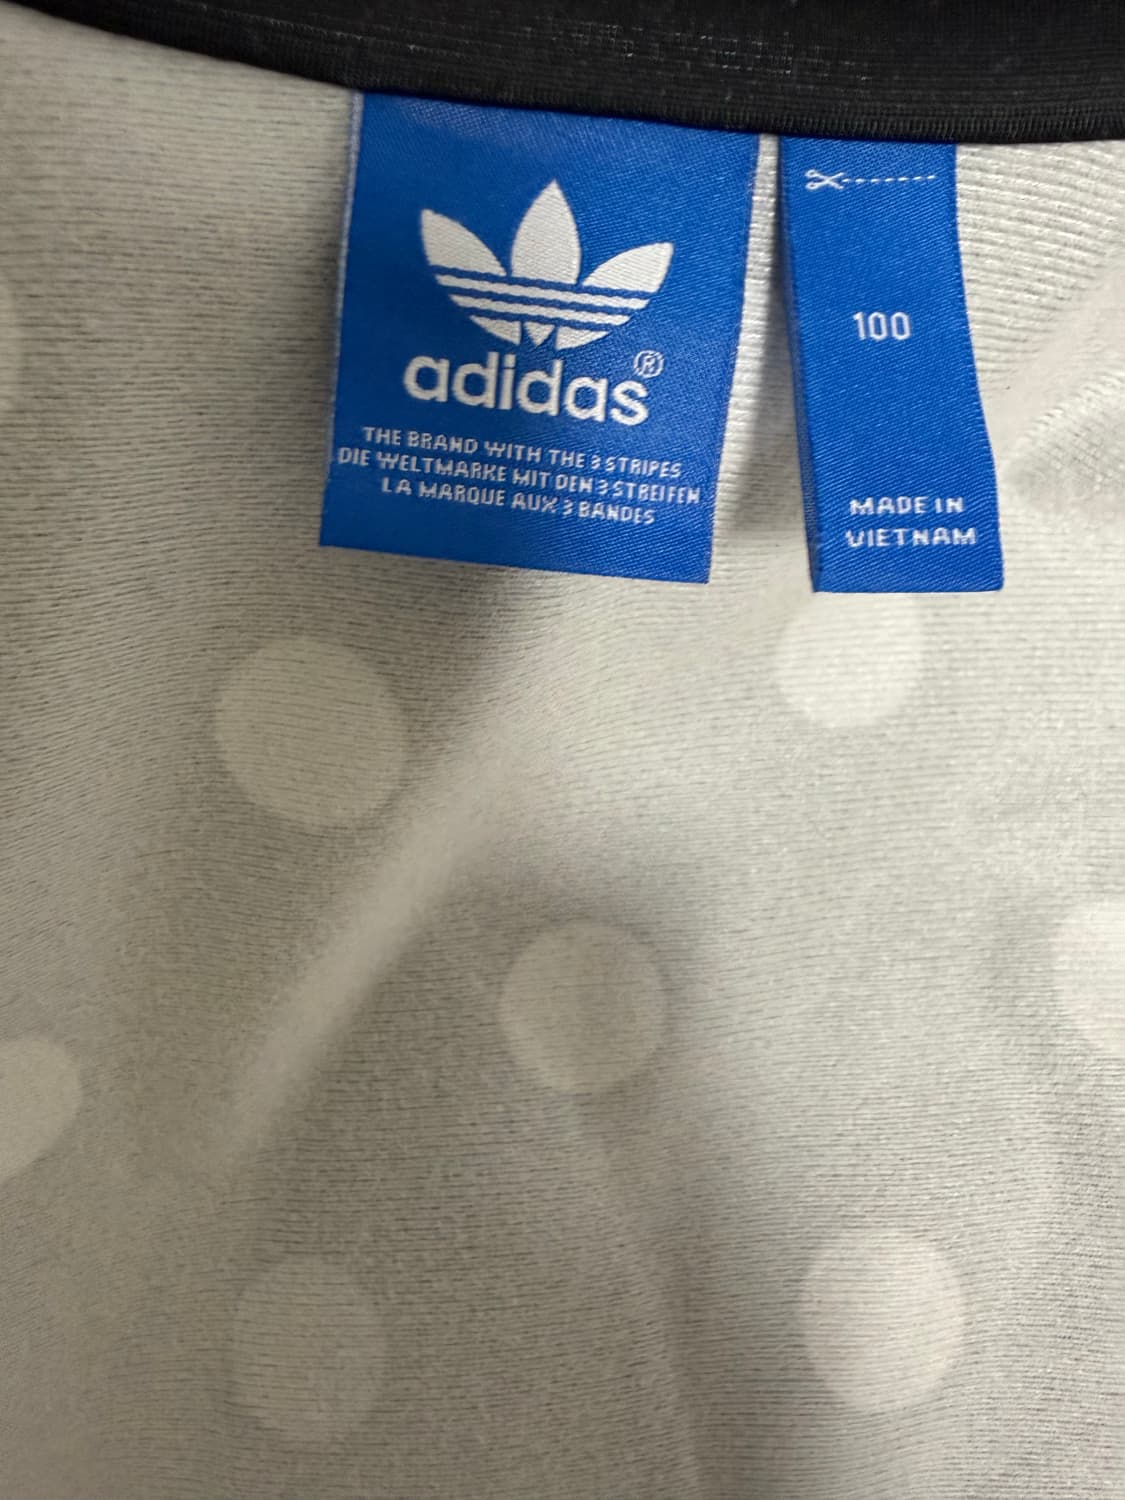 adidas®
THE BRAND WITH THE 3 STRIPES
DIE WELTMARKE MIT DEN 3 STREIFEN
LA MARQUE AUX 3 BANDES
100
MADE IN
VIETNAM